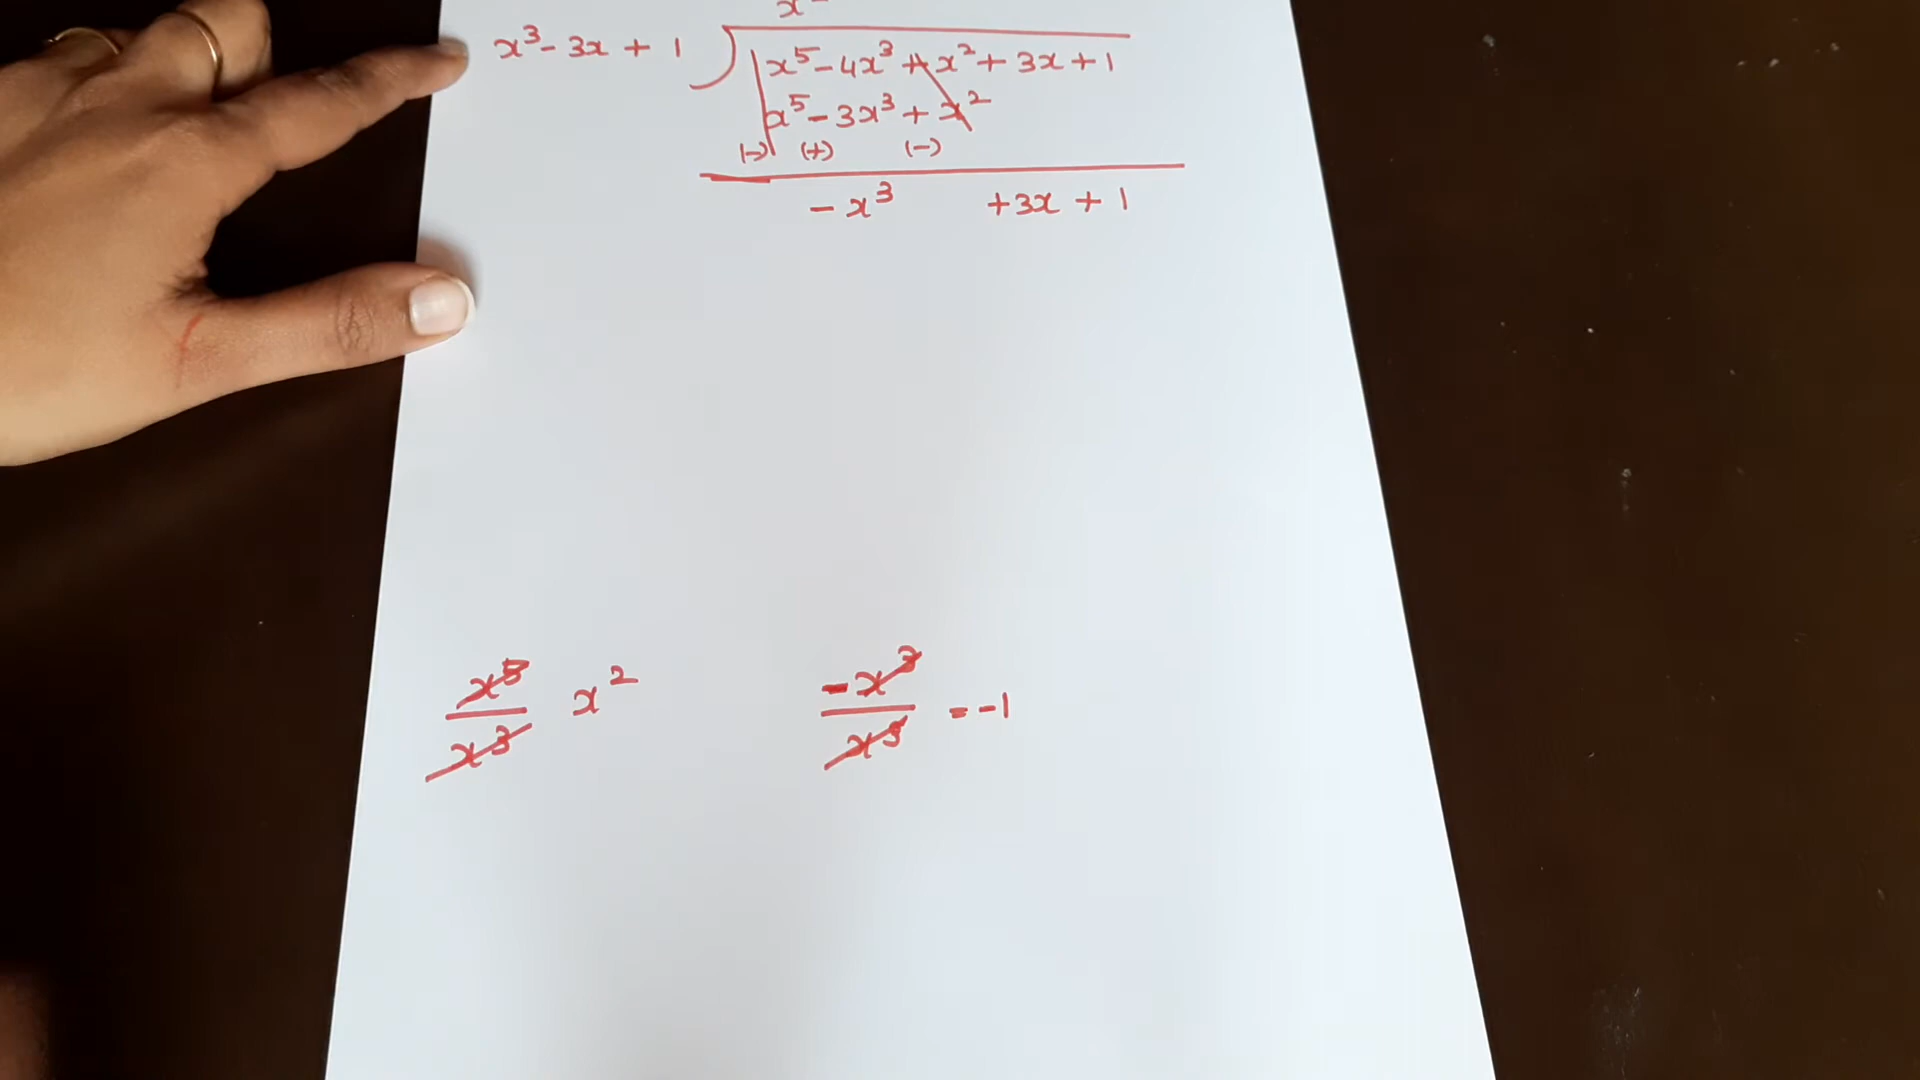 x
x³ - 3x + 1 ) x⁵ - 4x³ + x² + 3x + 1
x⁵ - 3x³ + x²
(-) (+) (-)
- x³ + 3x + 1
x⁵/x³ x² -x³/x³ = -1